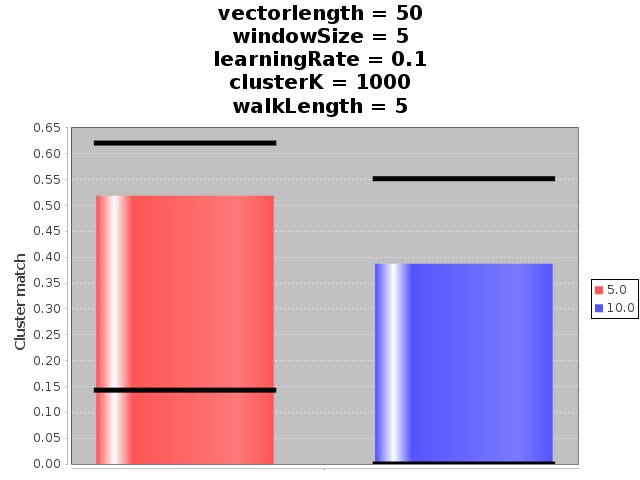 vectorlength = 50
windowSize = 5
learningRate = 0.1
clusterK = 1000
walkLength = 5
0.65
0.60
0.55
0.50
0.45
0.40
0.35
0.30
0.25
0.20
0.15
0.10
0.05
0.00
Cluster match
5.0
10.0